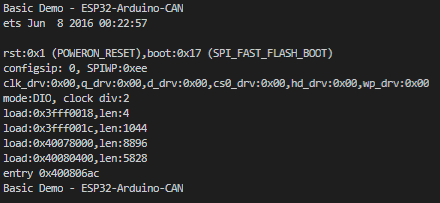 Basic Demo - ESP32-Arduino-CAN
ets Jun  8 2016 00:22:57

rst:0x1 (POWERON_RESET),boot:0x17 (SPI_FAST_FLASH_BOOT)
configsip: 0, SPIWP:0xee
clk_drv:0x00,q_drv:0x00,d_drv:0x00,cs0_drv:0x00,hd_drv:0x00,wp_drv:0x00
mode:DIO, clock div:2
load:0x3fff0018,len:4
load:0x3fff001c,len:1044
load:0x40078000,len:8896
load:0x40080400,len:5828
entry 0x400806ac
Basic Demo - ESP32-Arduino-CAN